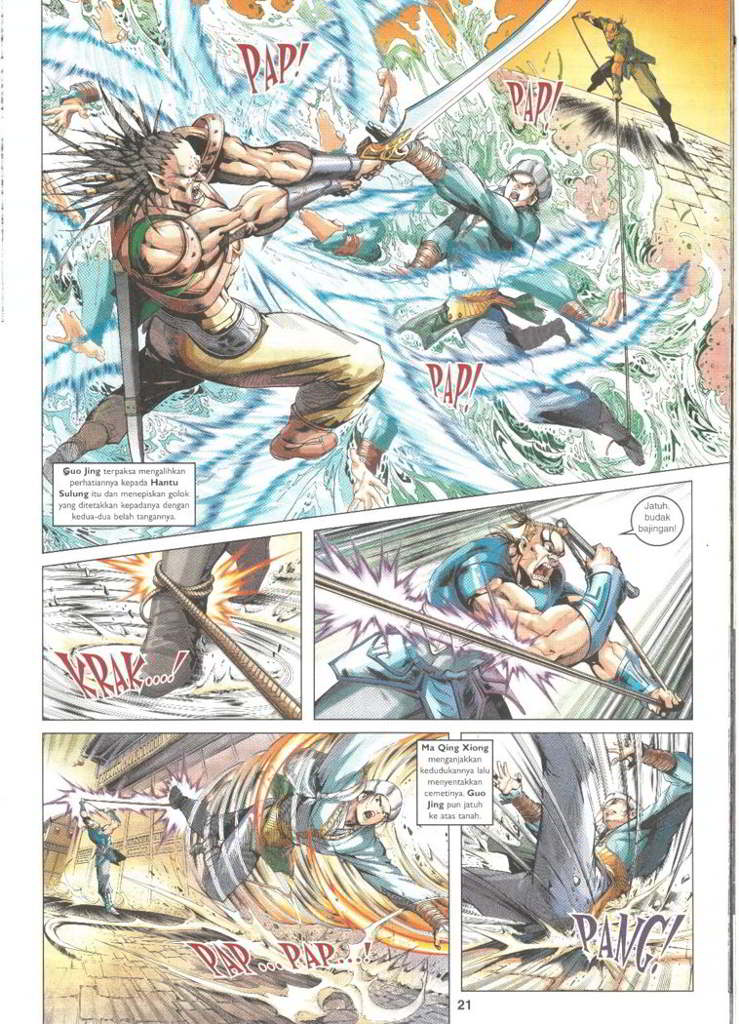 PAP!
PAP!
PAP!
Guo Jing terpaksa mengalihkan
perhatiannya kepada Hantu
Sulung itu dan menepiskan golok
yang ditetakkan kepadanya dengan
kedua-dua belah tangannya.
KRAK....!
Jatuh,
budak
bajingan!
Ma Qing Xiong
menganjakkan
kedudukannya lalu
menyentakkan
cemetinya. Guo
Jing pun jatuh
ke atas tanah.
PAP...PAP....!
PANG!
21